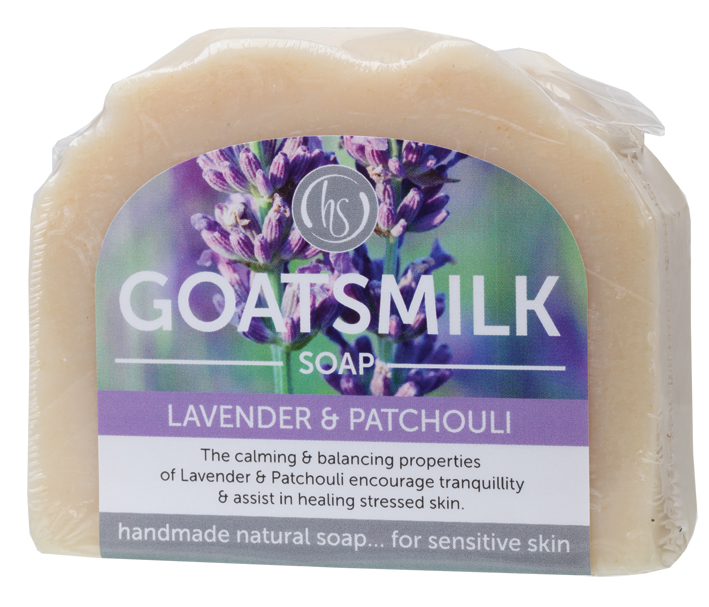 hs
GOATSMILK
SOAP
LAVENDER & PATCHOULI
The calming & balancing properties
of Lavender & Patchouli encourage tranquillity
& assist in healing stressed skin.
handmade natural soap... for sensitive skin